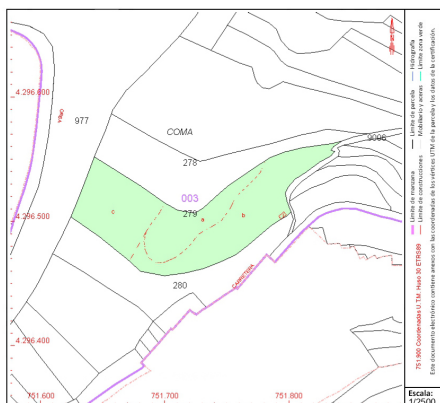 4.296.600
977
COMA
278
9006
003
279
c
a
b
4.296.500
280
CARRETERA
4.296.400
751.600
751.700
751.800
Límite de manzana
Límite de parcela
Hidrografía
Límite de construcciones
Mobiliario y aceras
Límite zona verde
751.900 Coordenadas U.T.M. Huso 30 ETRS89
Este documento electrónico contiene anexos con las coordenadas de los vértices UTM de la parcela y los datos de la certificación.
Escala:
1/2500